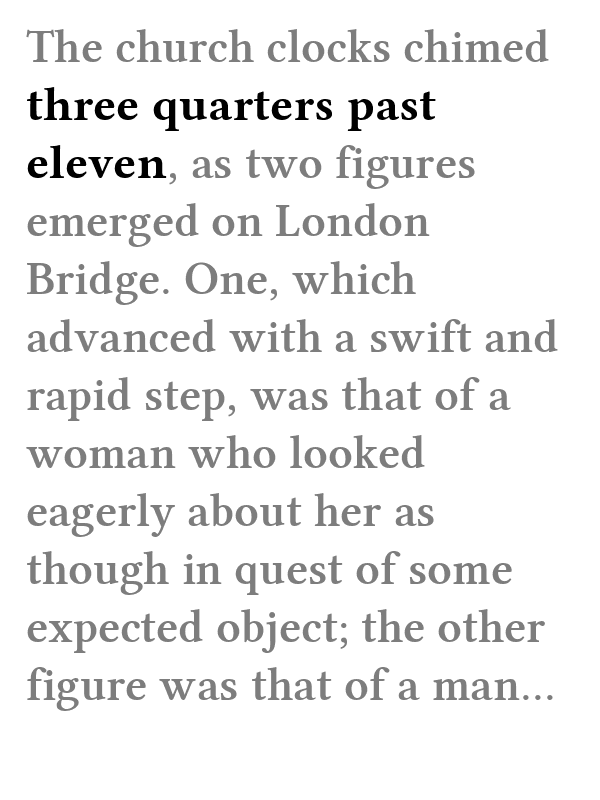 The church clocks chimed
three quarters past
eleven, as two figures
emerged on London
Bridge. One, which
advanced with a swift and
rapid step, was that of a
woman who looked
eagerly about her as
though in quest of some
expected object; the other
figure was that of a man...